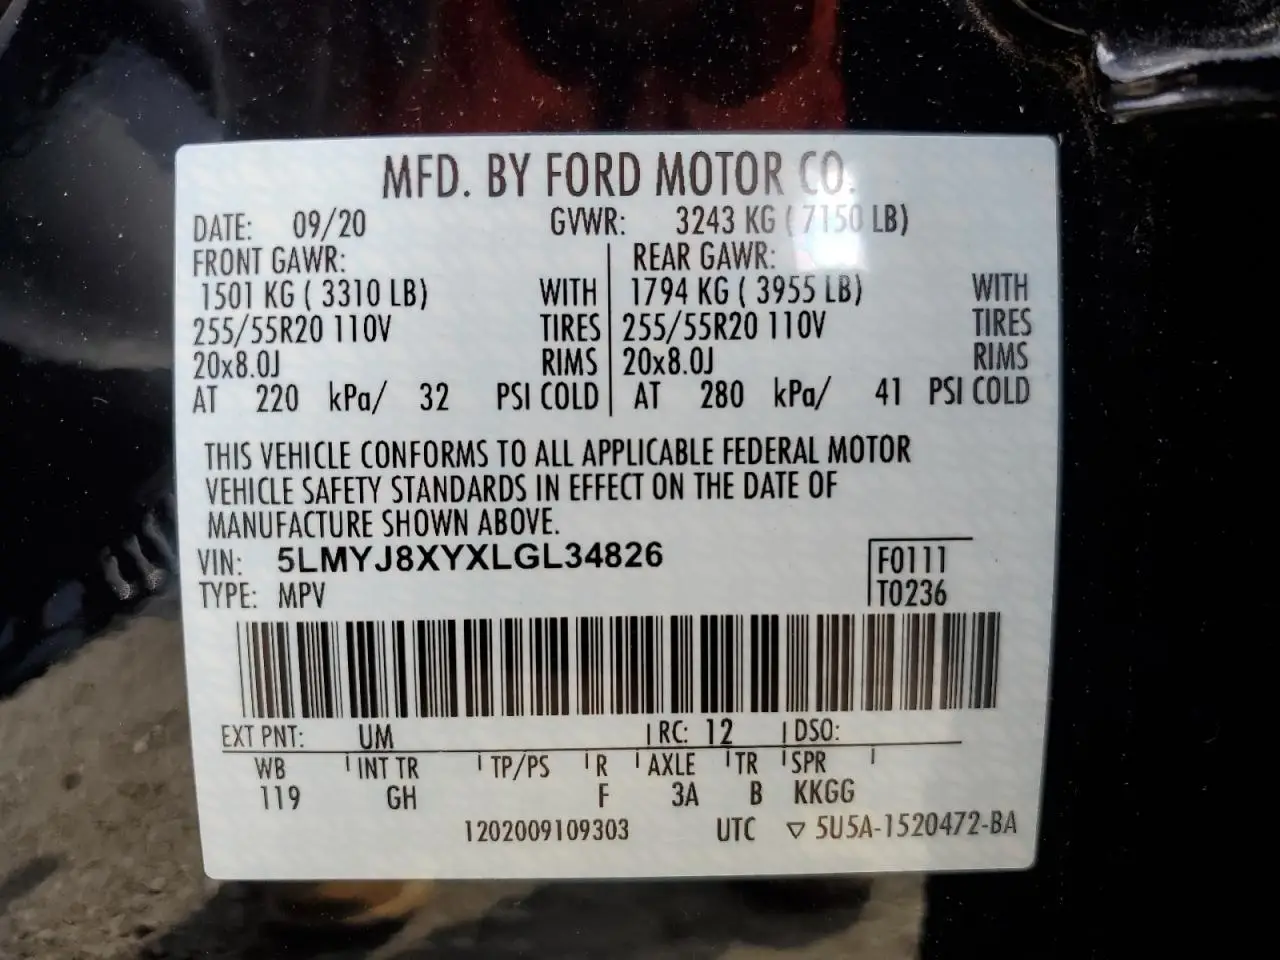 MFD. BY FORD MOTOR CO.
DATE: 09/20 GVWR: 3243 KG ( 7150 LB)
FRONT GAWR: REAR GAWR:
1501 KG ( 3310 LB) WITH 1794 KG ( 3955 LB) WITH
255/55R20 110V TIRES 255/55R20 110V TIRES
20x8.0J RIMS 20x8.0J RIMS
AT 220 kPa/ 32 PSI COLD AT 280 kPa/ 41 PSI COLD
THIS VEHICLE CONFORMS TO ALL APPLICABLE FEDERAL MOTOR
VEHICLE SAFETY STANDARDS IN EFFECT ON THE DATE OF
MANUFACTURE SHOWN ABOVE.
VIN: 5LMYJ8XYXLGL34826 F0111
TYPE: MPV T0236
EXT PNT: UM RC: 12 DSO:
WB INT TR TP/PS R AXLE TR SPR
119 GH F 3A B KKGG
1202009109303 UTC ▽ 5U5A-1520472-BA